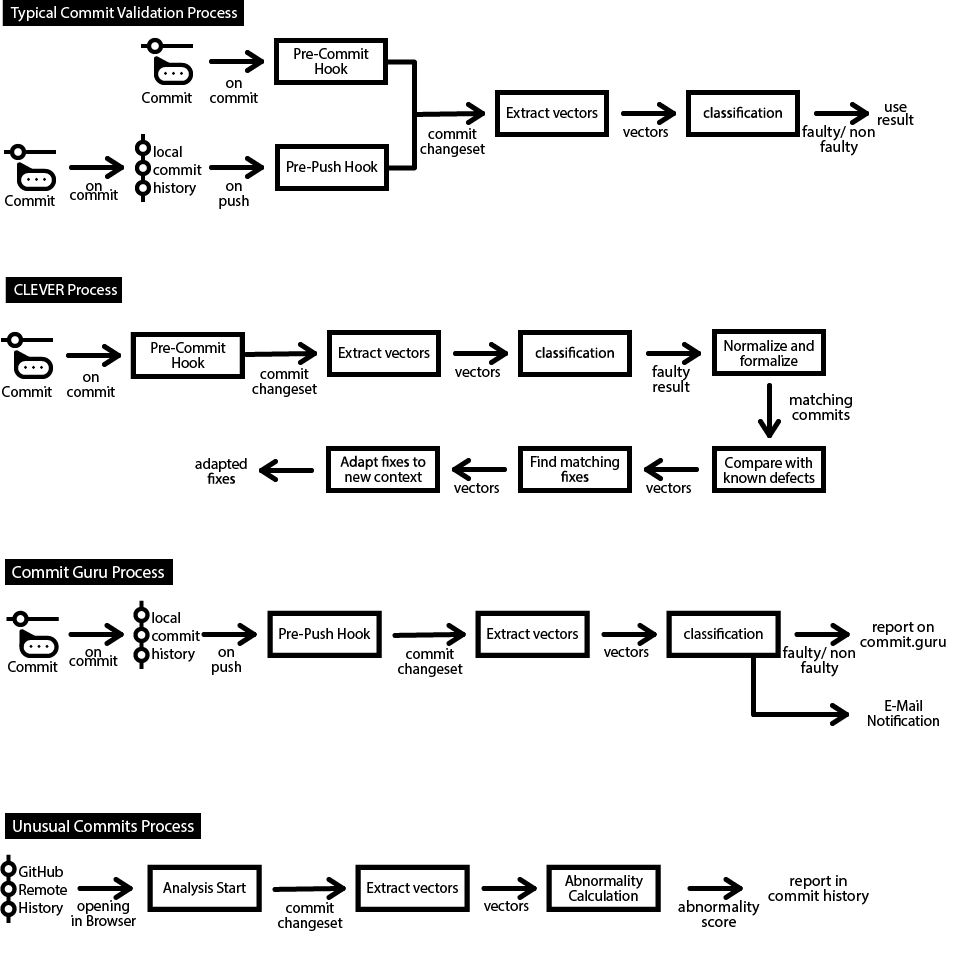 Typical Commit Validation Process
Commit
on
commit
Pre-Commit
Hook
Commit
on
commit
local
commit
history
on
push
Pre-Push Hook
commit
changeset
Extract vectors
vectors
classification
faulty/ non
faulty
use
result
CLEVER Process
Commit
on
commit
Pre-Commit
Hook
commit
changeset
Extract vectors
vectors
classification
faulty
result
Normalize and
formalize
matching
commits
Compare with
known defects
vectors
Find matching
fixes
vectors
Adapt fixes to
new context
adapted
fixes
Commit Guru Process
Commit
on
commit
local
commit
history
on
push
Pre-Push Hook
commit
changeset
Extract vectors
vectors
classification
faulty/ non
faulty
report on
commit.guru
E-Mail
Notification
Unusual Commits Process
GitHub
Remote
History
opening
in Browser
Analysis Start
commit
changeset
Extract vectors
vectors
Abnormality
Calculation
abnormality
score
report in
commit history